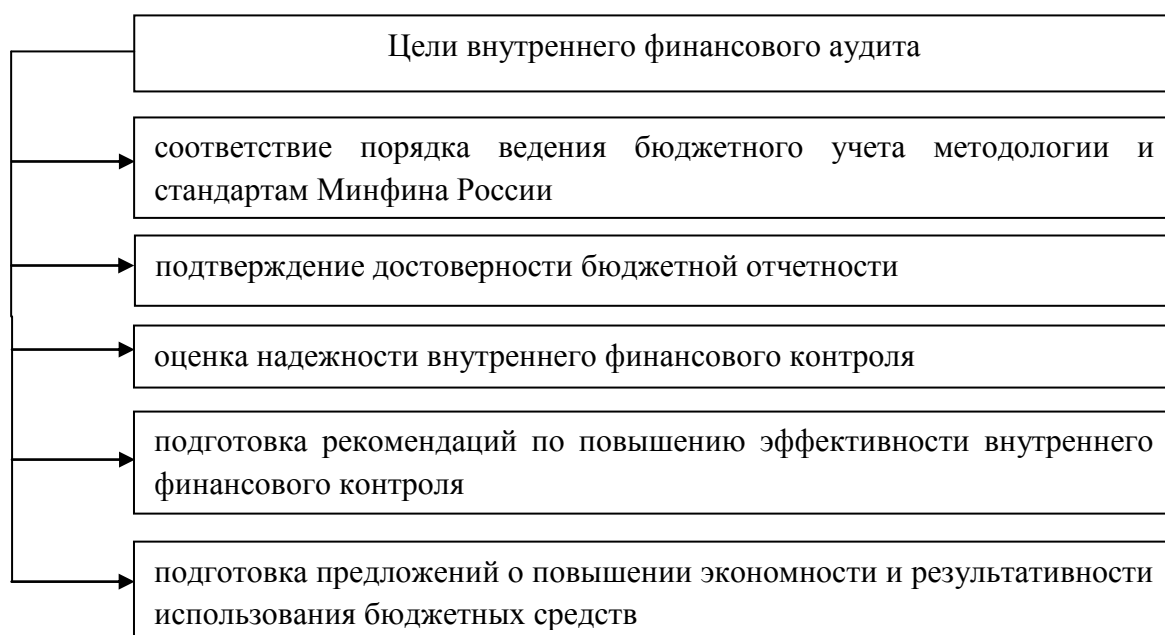 Цели внутреннего финансового аудита
соответствие порядка ведения бюджетного учета методологии и
стандартам Минфина России
подтверждение достоверности бюджетной отчетности
оценка надежности внутреннего финансового контроля
подготовка рекомендаций по повышению эффективности внутреннего
финансового контроля
подготовка предложений о повышении экономности и результативности
использования бюджетных средств